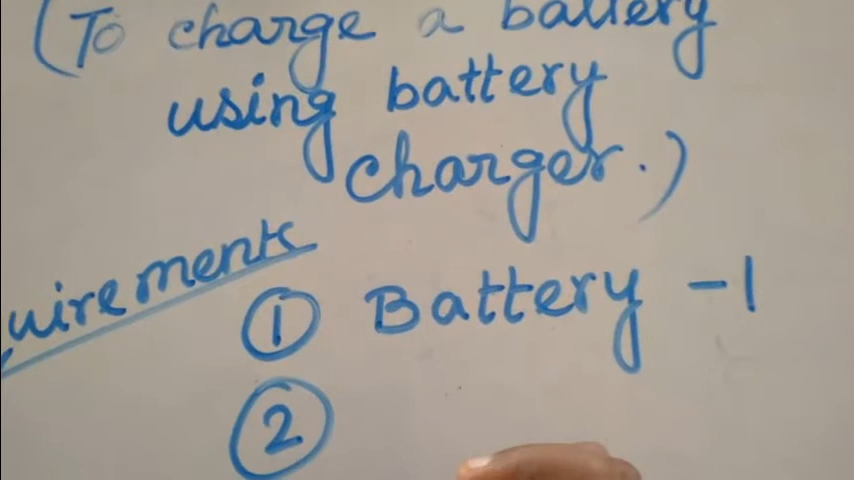 (To charge a battery
using battery
charger.)
uirements
① Battery -1
②